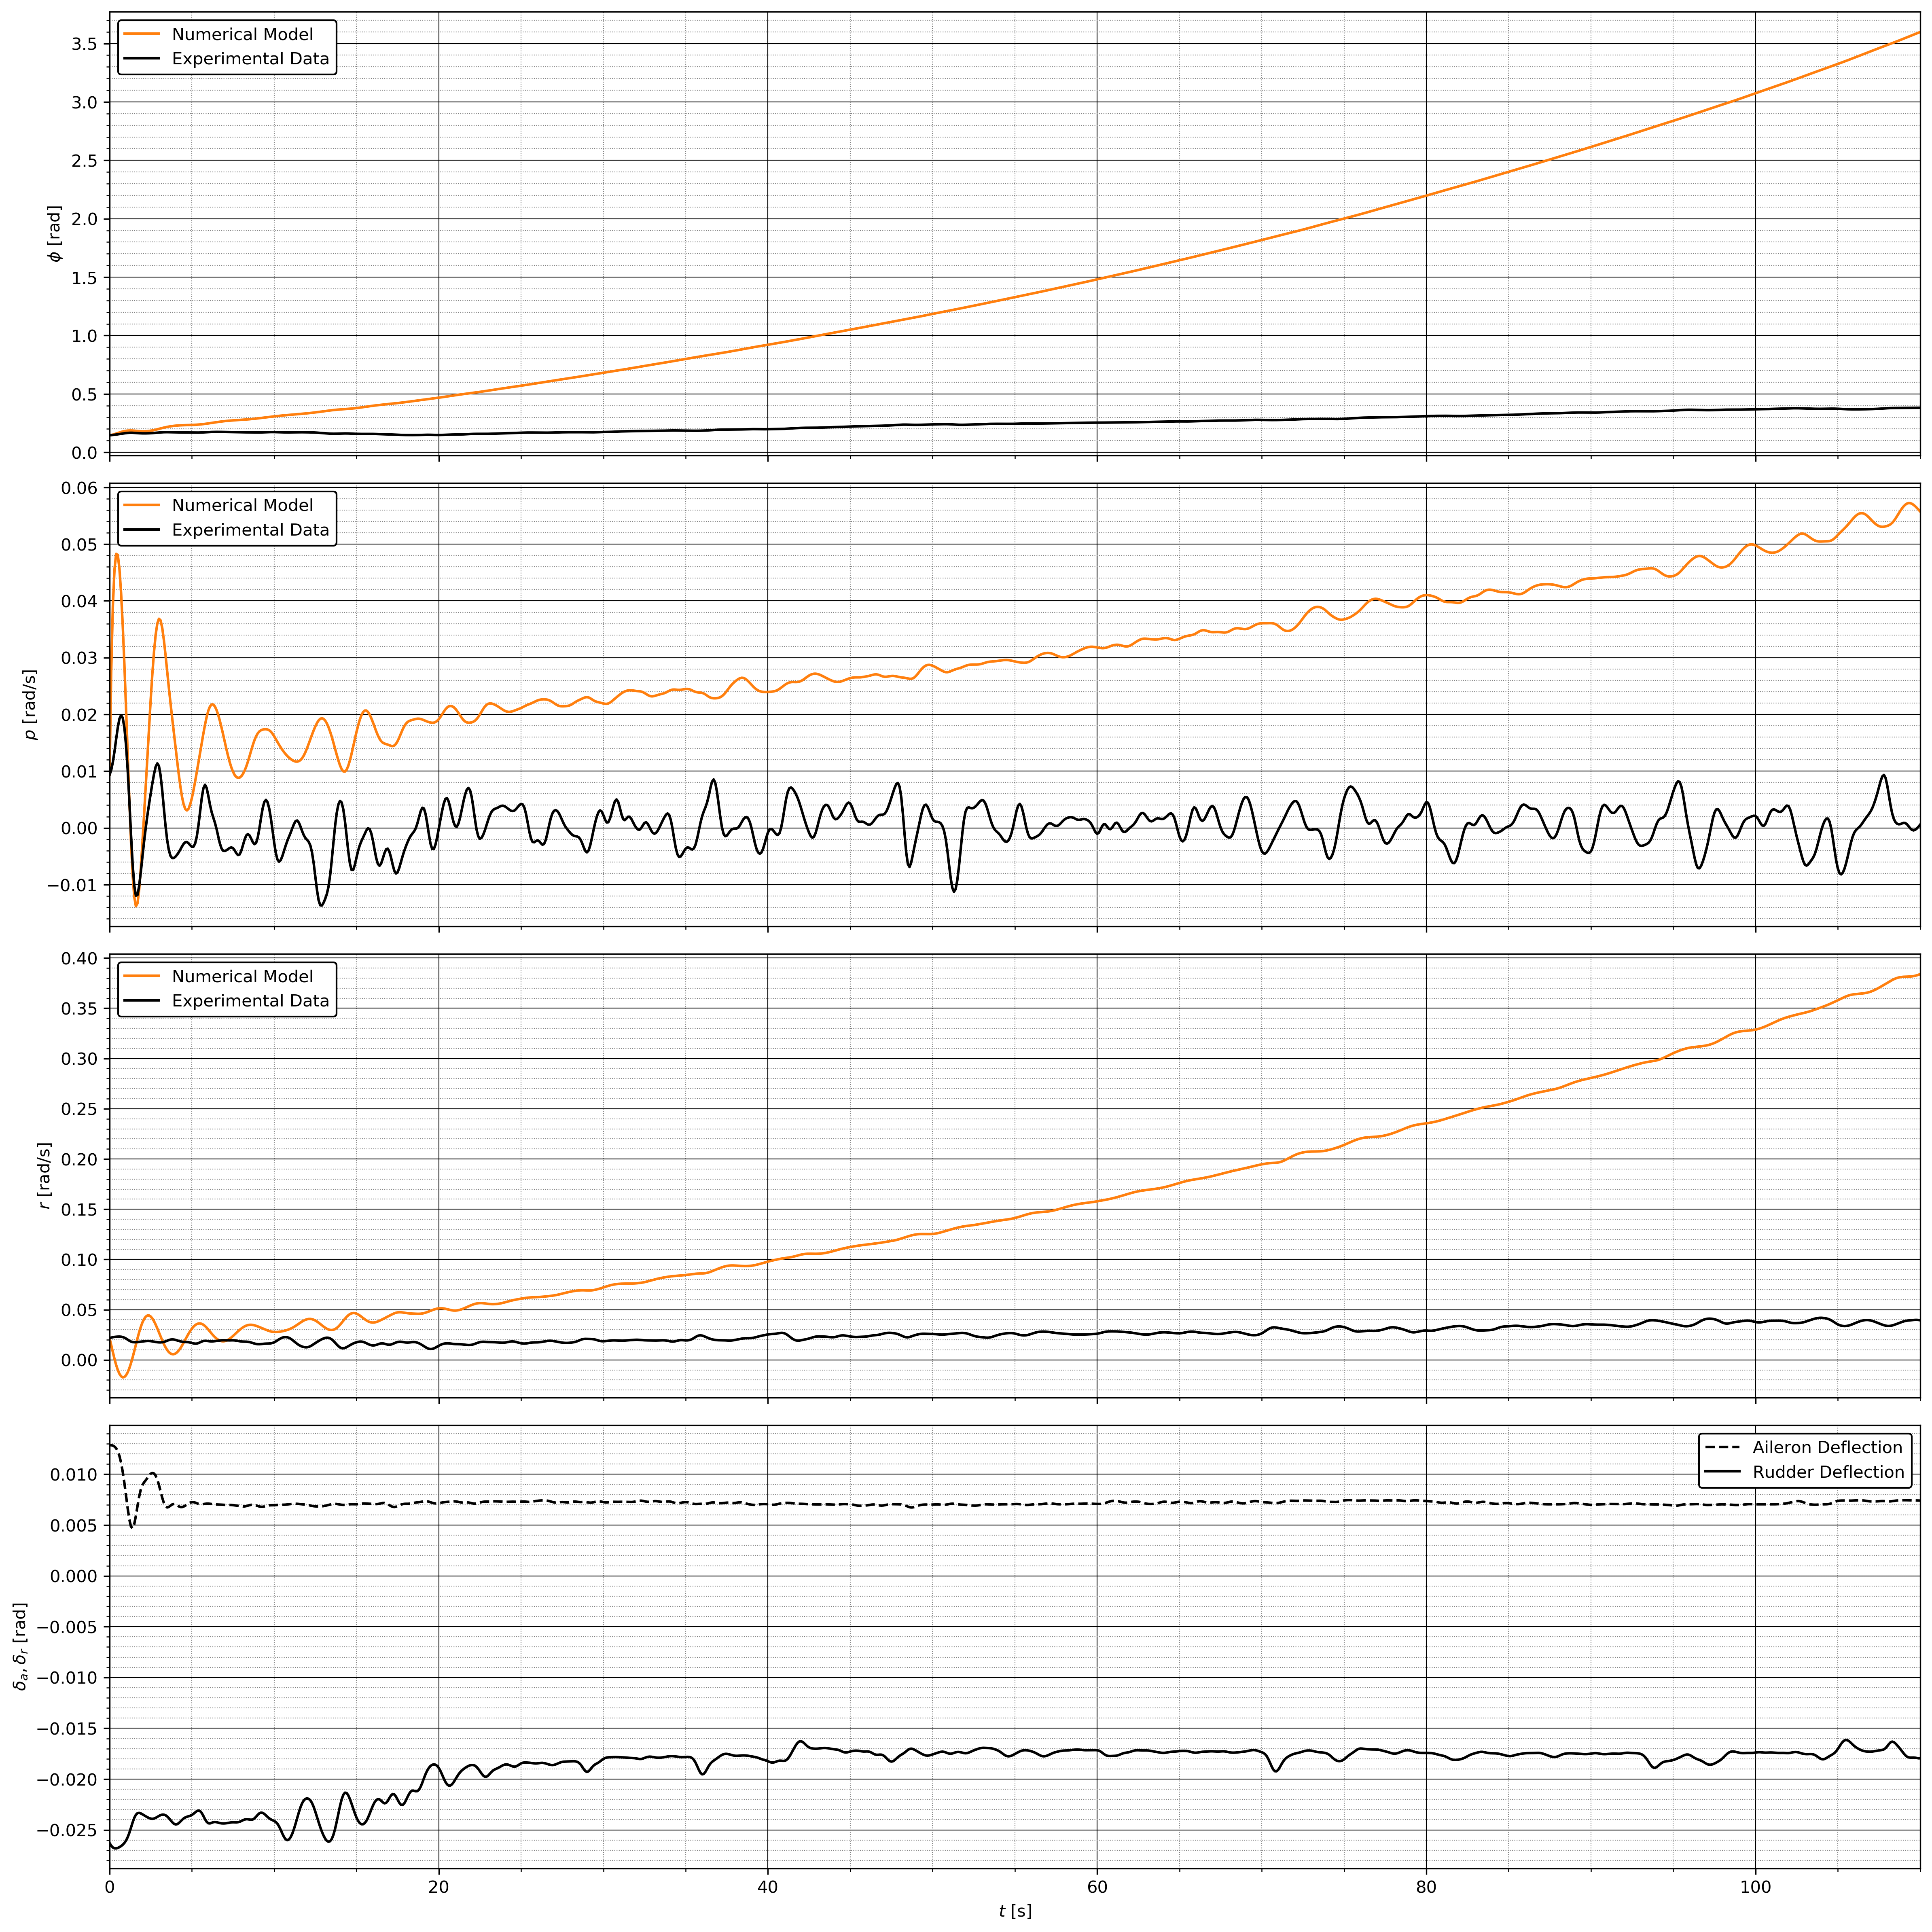 Numerical Model
Experimental Data
3.5
3.0
2.5
2.0
1.5
1.0
0.5
0.0
ϕ [rad]
Numerical Model
Experimental Data
0.06
0.05
0.04
0.03
0.02
0.01
0.00
−0.01
p [rad/s]
Numerical Model
Experimental Data
0.40
0.35
0.30
0.25
0.20
0.15
0.10
0.05
0.00
r [rad/s]
Aileron Deflection
Rudder Deflection
0.010
0.005
0.000
−0.005
−0.010
−0.015
−0.020
−0.025
δₐ, δᵣ [rad]
0 20 40 60 80 100
t [s]